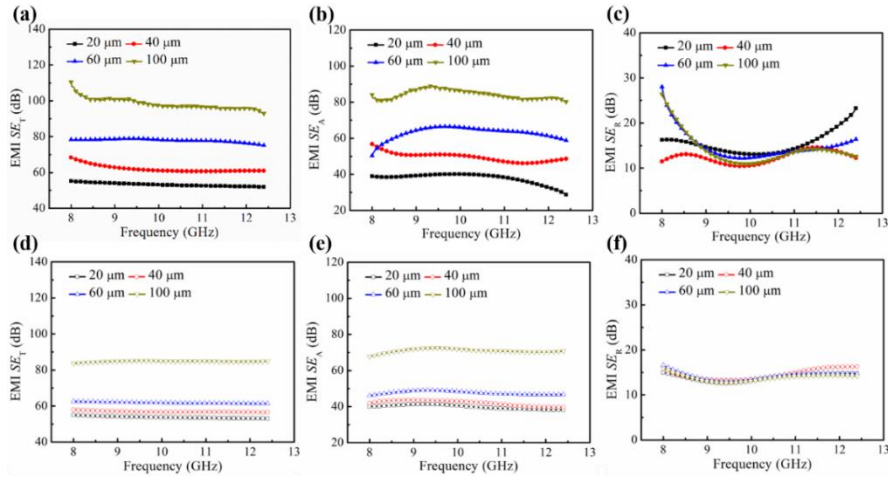 (a)
20 μm 40 μm
60 μm 100 μm
EMI SE_T (dB)
140
120
100
80
60
40
8 9 10 11 12 13
Frequency (GHz)
(b)
20 μm 40 μm
60 μm 100 μm
EMI SE_A (dB)
120
100
80
60
40
20
8 9 10 11 12 13
Frequency (GHz)
(c)
20 μm 40 μm
60 μm 100 μm
EMI SE_R (dB)
40
30
20
10
0
8 9 10 11 12 13
Frequency (GHz)
(d)
20 μm 40 μm
60 μm 100 μm
EMI SE_T (dB)
140
120
100
80
60
40
8 9 10 11 12 13
Frequency (GHz)
(e)
20 μm 40 μm
60 μm 100 μm
EMI SE_A (dB)
120
100
80
60
40
20
8 9 10 11 12 13
Frequency (GHz)
(f)
20 μm 40 μm
60 μm 100 μm
EMI SE_R (dB)
40
30
20
10
0
8 9 10 11 12 13
Frequency (GHz)